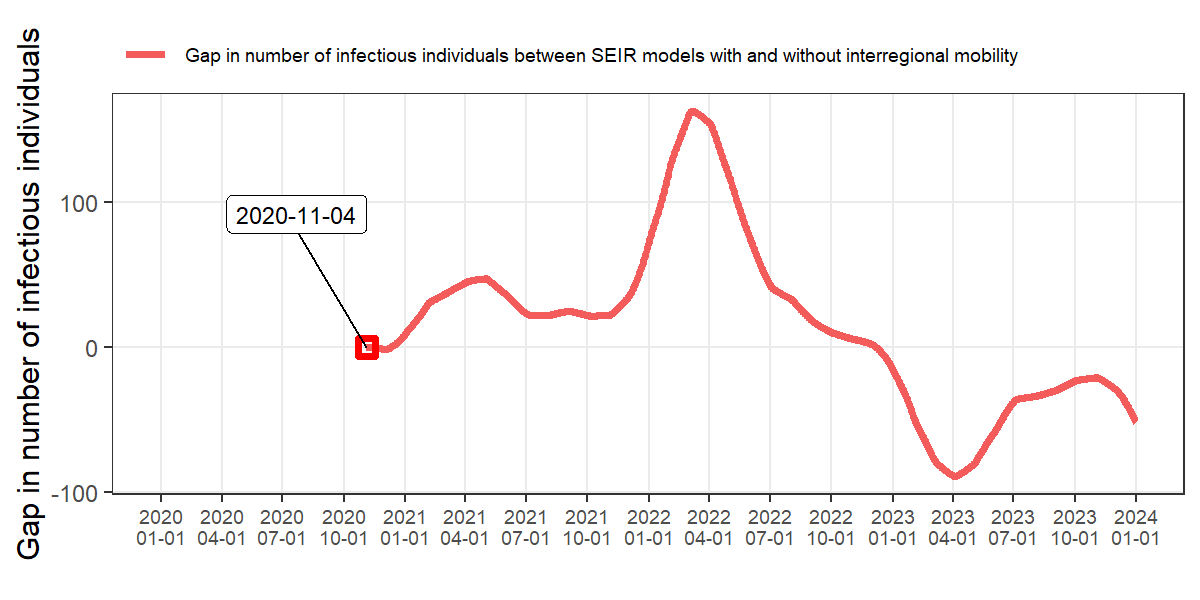 Gap in number of infectious individuals between SEIR models with and without interregional mobility
Gap in number of infectious individuals
100
0
-100
2020-11-04
2020 2020 2020 2020 2021 2021 2021 2021 2022 2022 2022 2022 2023 2023 2023 2023 2024
01-01 04-01 07-01 10-01 01-01 04-01 07-01 10-01 01-01 04-01 07-01 10-01 01-01 04-01 07-01 10-01 01-01